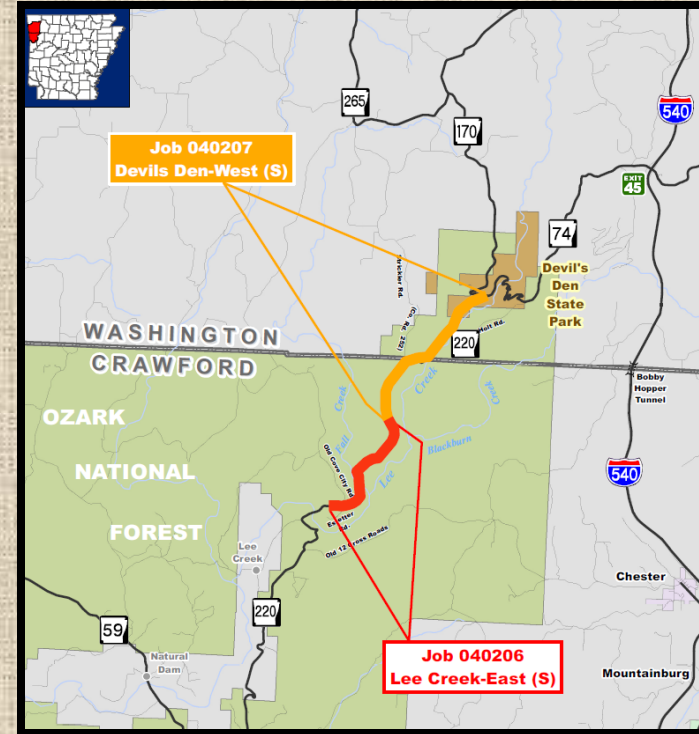 265
170
540
Job 040207
Devils Den-West (S)
EXIT
45
74
Devil's
Den
State
Park
Strickler Rd.
(Co. Rd. 252)
Holt Rd.
220
WASHINGTON
CRAWFORD
Creek
Creek
Bobby
Hopper
Tunnel
Creek
Fall
Blackburn
OZARK
NATIONAL
FOREST
Old Cove City Rd.
Lee
540
Rd.
Old 12 Cross Roads
Lee
Creek
Chester
220
59
Natural
Dam
Job 040206
Lee Creek-East (S)
Mountainburg